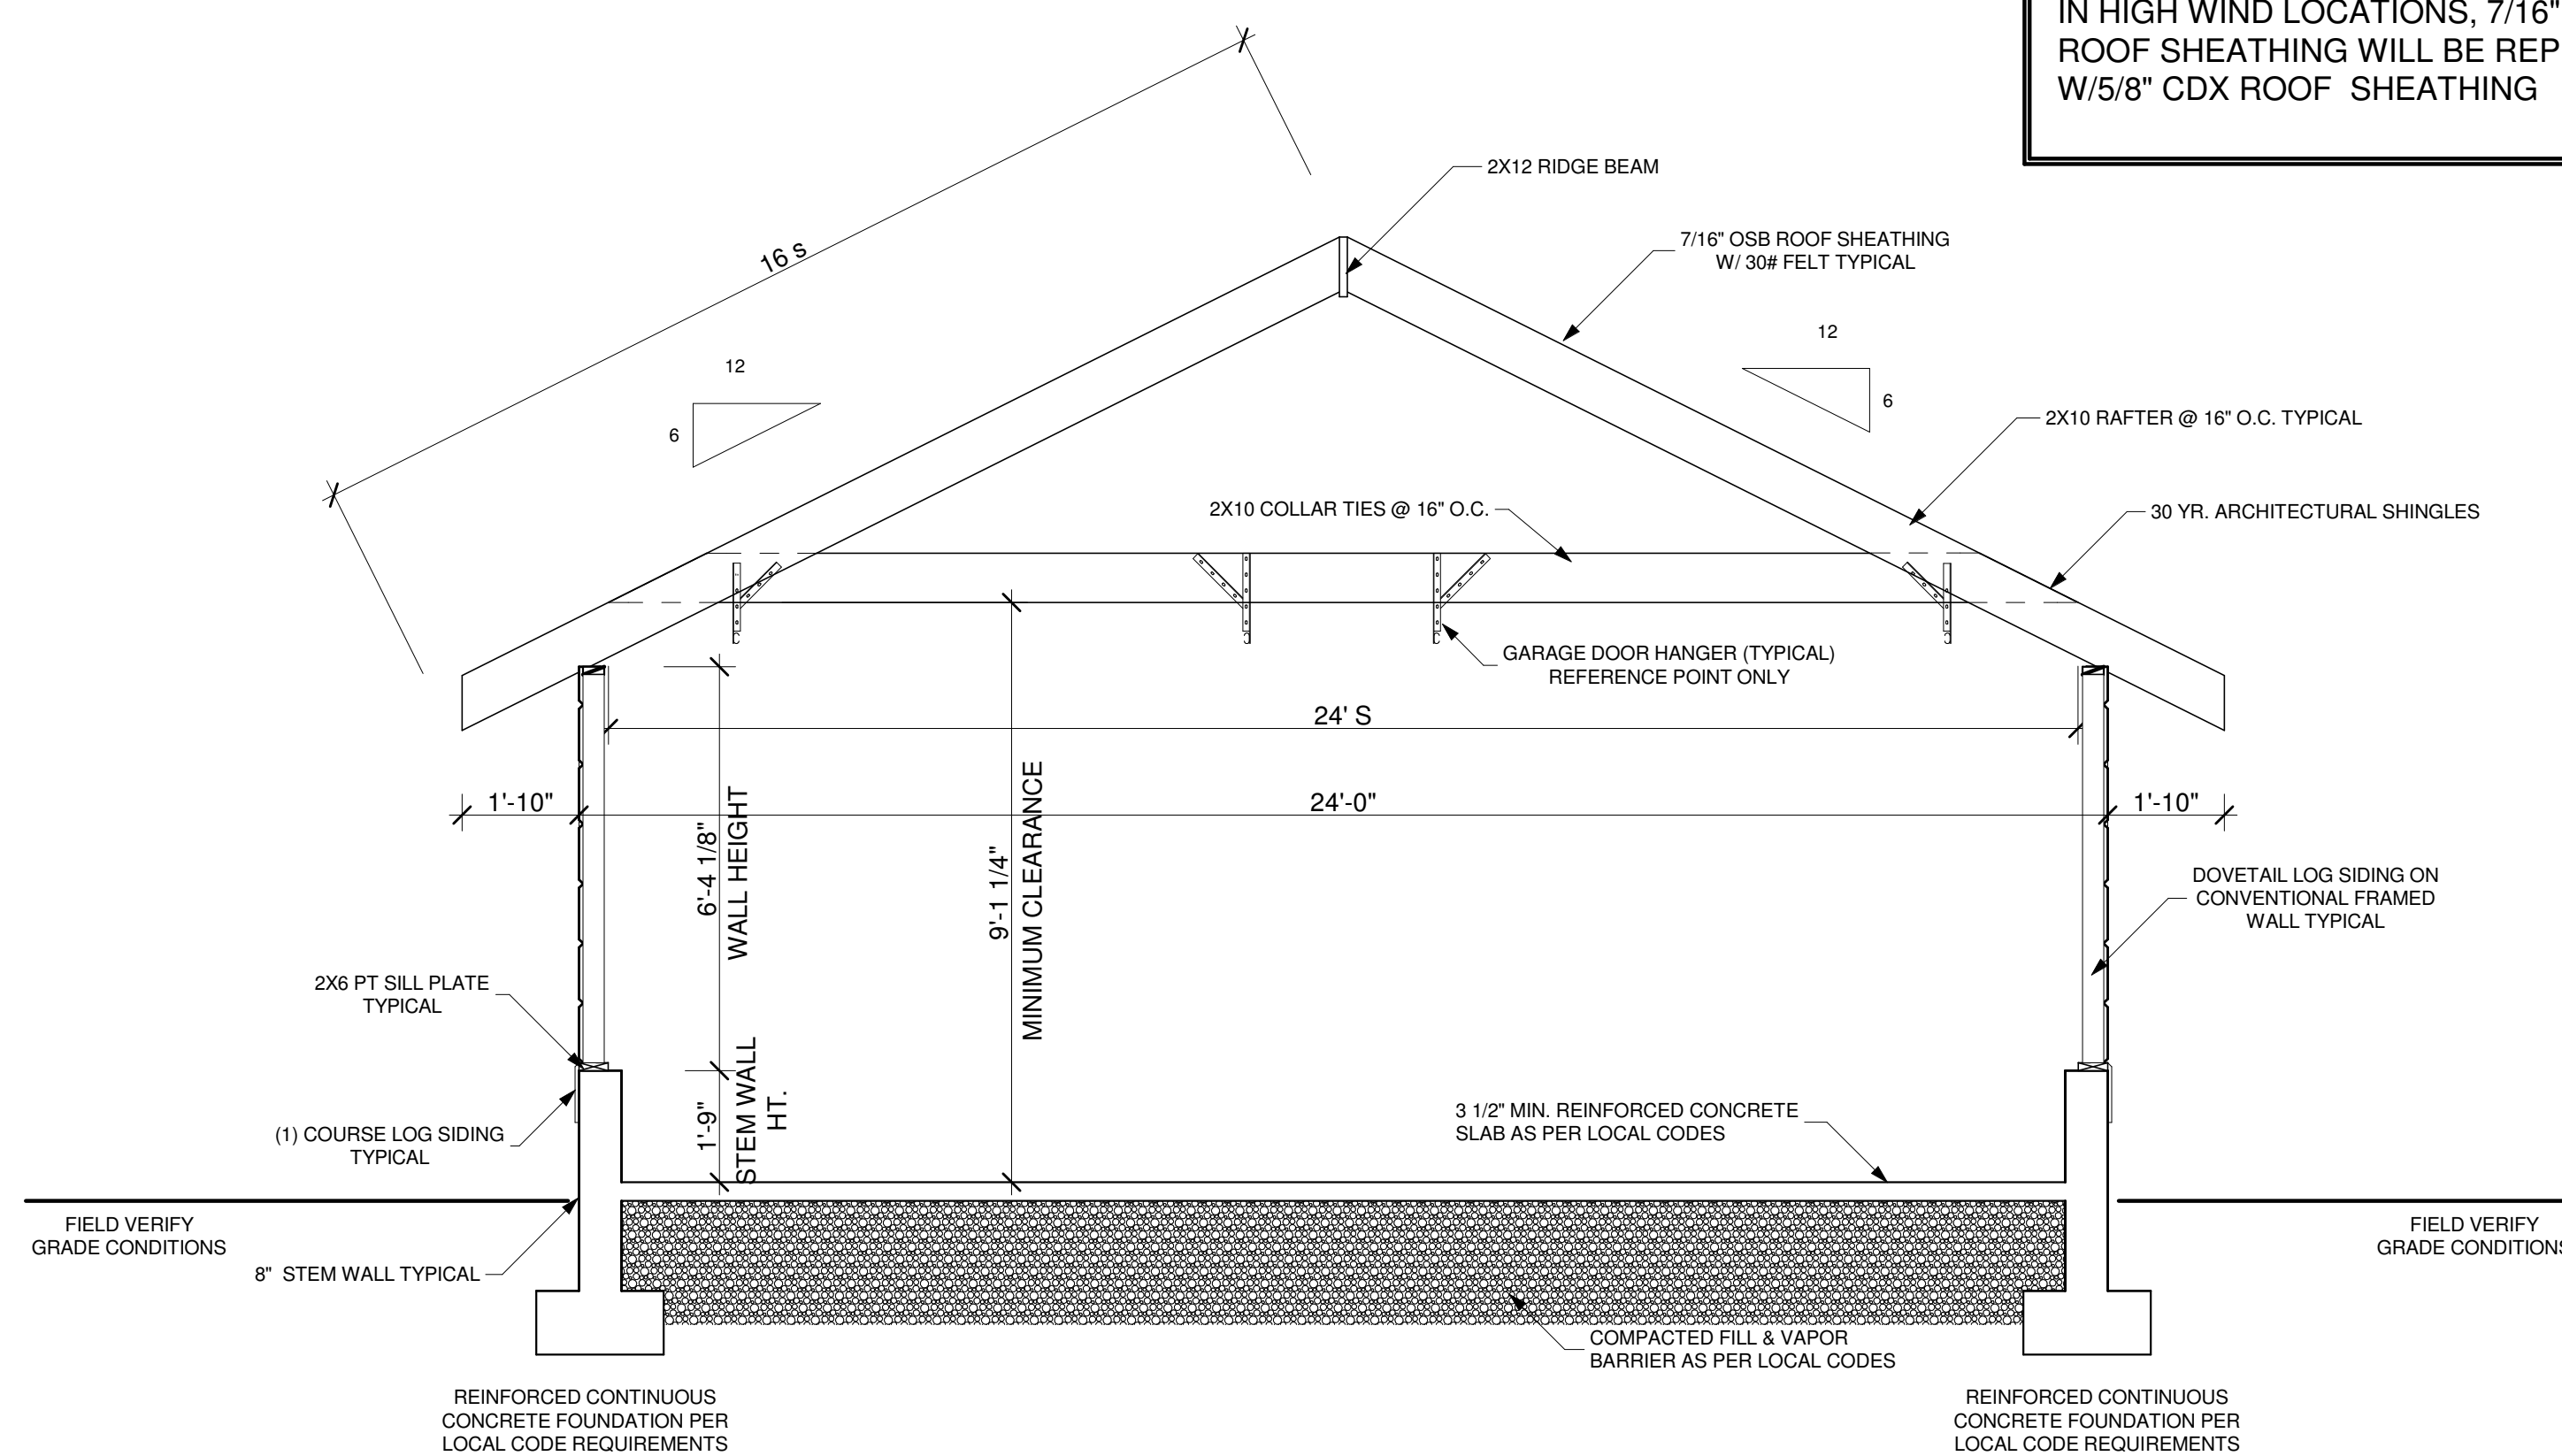 IN HIGH WIND LOCATIONS, 7/16"
ROOF SHEATHING WILL BE REP
W/5/8" CDX ROOF SHEATHING
2X12 RIDGE BEAM
7/16" OSB ROOF SHEATHING
W/ 30# FELT TYPICAL
16 s
12
6
12
6
2X10 RAFTER @ 16" O.C. TYPICAL
2X10 COLLAR TIES @ 16" O.C.
30 YR. ARCHITECTURAL SHINGLES
GARAGE DOOR HANGER (TYPICAL)
REFERENCE POINT ONLY
24' S
1'-10"
24'-0"
1'-10"
6'-4 1/8"
WALL HEIGHT
9'-1 1/4"
MINIMUM CLEARANCE
DOVETAIL LOG SIDING ON
CONVENTIONAL FRAMED
WALL TYPICAL
2X6 PT SILL PLATE
TYPICAL
1'-9"
STEM WALL
HT.
(1) COURSE LOG SIDING
TYPICAL
3 1/2" MIN. REINFORCED CONCRETE
SLAB AS PER LOCAL CODES
FIELD VERIFY
GRADE CONDITIONS
FIELD VERIFY
GRADE CONDITIONS
8" STEM WALL TYPICAL
COMPACTED FILL & VAPOR
BARRIER AS PER LOCAL CODES
REINFORCED CONTINUOUS
CONCRETE FOUNDATION PER
LOCAL CODE REQUIREMENTS
REINFORCED CONTINUOUS
CONCRETE FOUNDATION PER
LOCAL CODE REQUIREMENTS